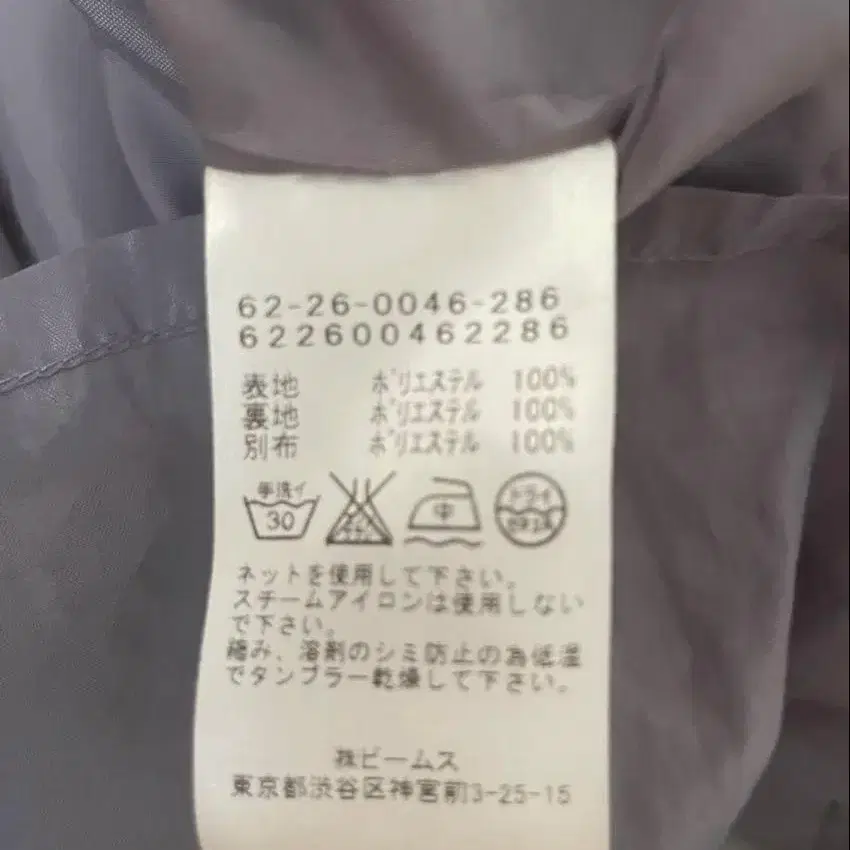 62-26-0046-286
622600462286
表地 ポリエステル 100%
裏地 ポリエステル 100%
別布 ポリエステル 100%
手洗イ
30
中
ドライ
ネットを使用して下さい。
スチームアイロンは使用しない
で下さい。
縮み、溶剤のシミ防止の為低温
でタンブラー乾燥して下さい。
株ビームス
東京都渋谷区神宮前3-25-15